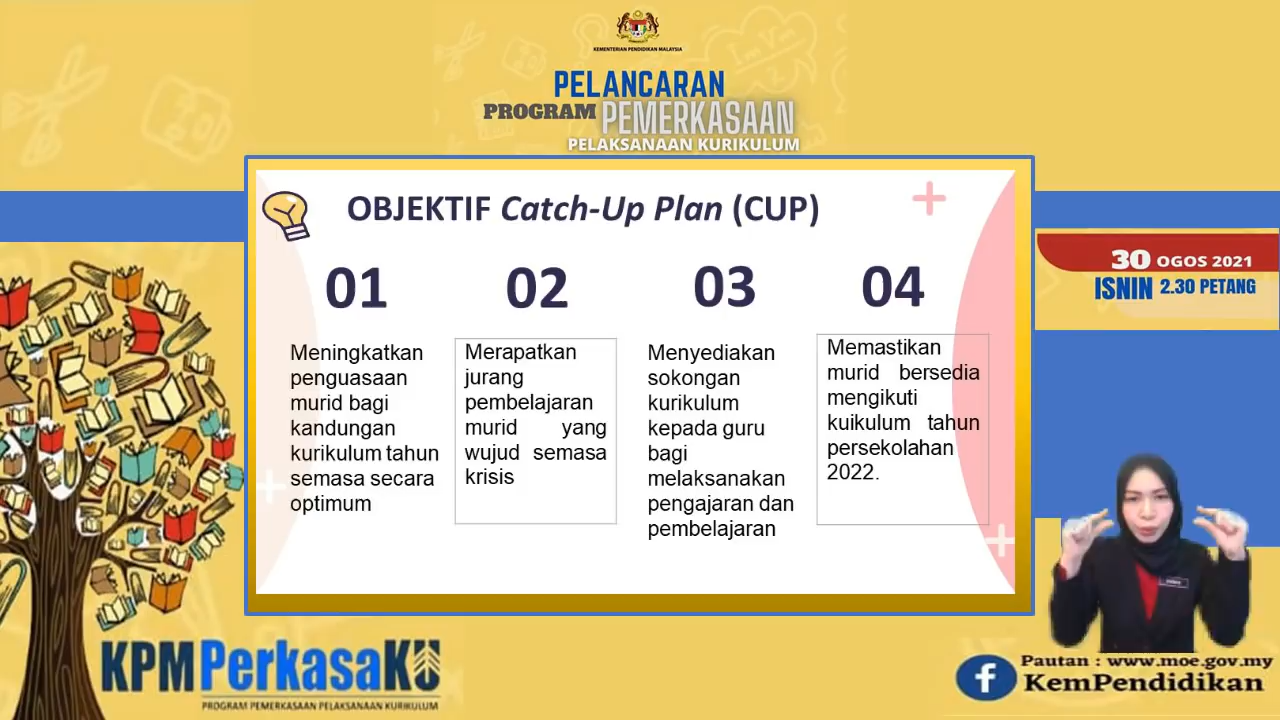 KEMENTERIAN PENDIDIKAN MALAYSIA
PELANCARAN
PROGRAM PEMERKASAAN
PELAKSANAAN KURIKULUM
OBJEKTIF Catch-Up Plan (CUP)
01
Meningkatkan
penguasaan
murid bagi
kandungan
kurikulum tahun
semasa secara
optimum
02
Merapatkan
jurang
pembelajaran
murid yang
wujud semasa
krisis
03
Menyediakan
sokongan
kurikulum
kepada guru
bagi
melaksanakan
pengajaran dan
pembelajaran
04
Memastikan
murid bersedia
mengikuti
kuikulum tahun
persekolahan
2022.
30 OGOS 2021
ISNIN 2.30 PETANG
KPMPerkasaKU
PROGRAM PEMERKASAAN PELAKSANAAN KURIKULUM
Pautan : www.moe.gov.my
f KemPendidikan